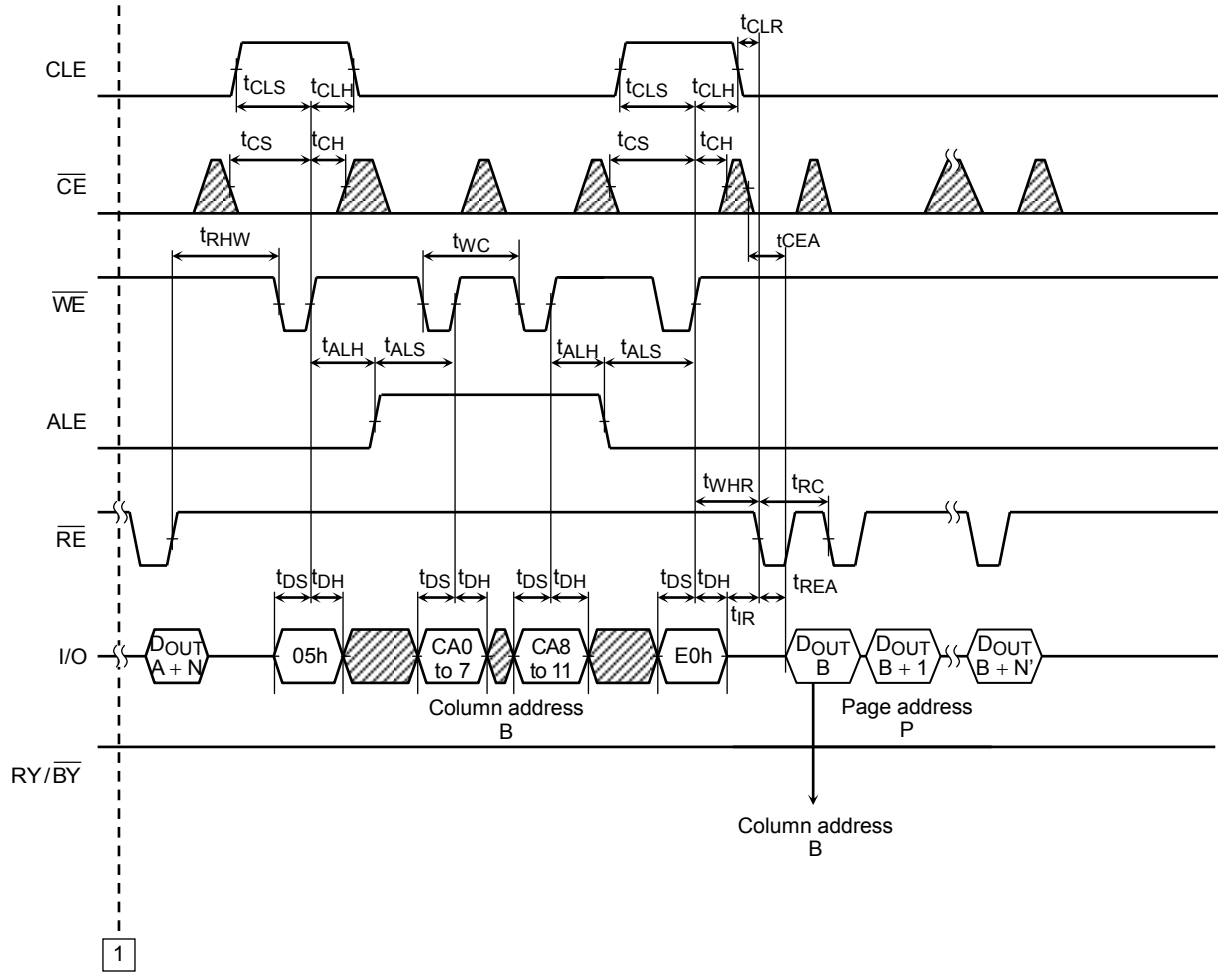 tCLR
CLE
tCLS tCLH tCLS tCLH
tCS tCH tCS tCH
CE
tCEA
tRHW tWC
WE
tALH tALS tALH tALS
ALE
tWHR tRC
RE
tDS tDH tDS tDH tDS tDH tDS tDH tREA
tIR
I/O
DOUT
A + N
05h
CA0
to 7
CA8
to 11
E0h
DOUT
B
DOUT
B + 1
DOUT
B + N’
Column address
B
Page address
P
RY/BY
Column address
B
1